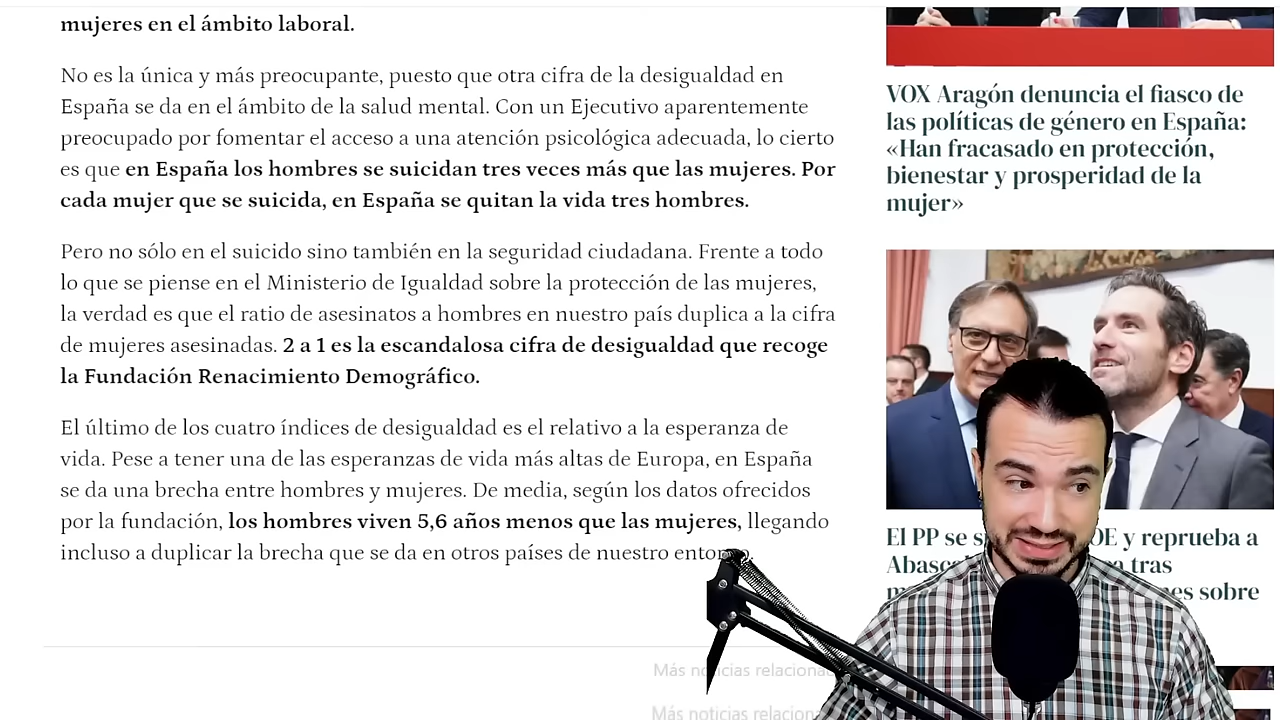 mujeres en el ámbito laboral.
No es la única y más preocupante, puesto que otra cifra de la desigualdad en
España se da en el ámbito de la salud mental. Con un Ejecutivo aparentemente
preocupado por fomentar el acceso a una atención psicológica adecuada, lo cierto
es que en España los hombres se suicidan tres veces más que las mujeres. Por
cada mujer que se suicida, en España se quitan la vida tres hombres.
Pero no sólo en el suicido sino también en la seguridad ciudadana. Frente a todo
lo que se piense en el Ministerio de Igualdad sobre la protección de las mujeres,
la verdad es que el ratio de asesinatos a hombres en nuestro país duplica a la cifra
de mujeres asesinadas. 2 a 1 es la escandalosa cifra de desigualdad que recoge
la Fundación Renacimiento Demográfico.
El último de los cuatro índices de desigualdad es el relativo a la esperanza de
vida. Pese a tener una de las esperanzas de vida más altas de Europa, en España
se da una brecha entre hombres y mujeres. De media, según los datos ofrecidos
por la fundación, los hombres viven 5,6 años menos que las mujeres, llegando
incluso a duplicar la brecha que se da en otros países de nuestro entorno.
Más noticias
Más noticias
VOX Aragón denuncia el fiasco de
las políticas de género en España:
«Han fracasado en protección,
bienestar y prosperidad de la
mujer»
El PP se y reprueba a
tras
sobre